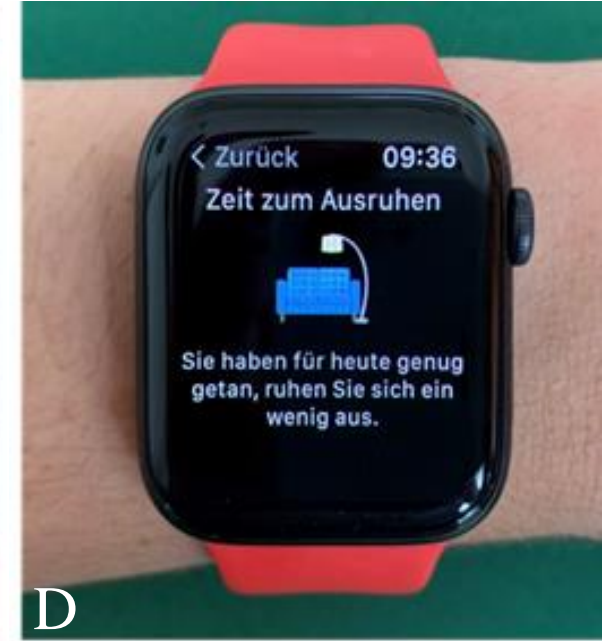 < Zurück 09:36
Zeit zum Ausruhen
Sie haben für heute genug
getan, ruhen Sie sich ein
wenig aus.
D